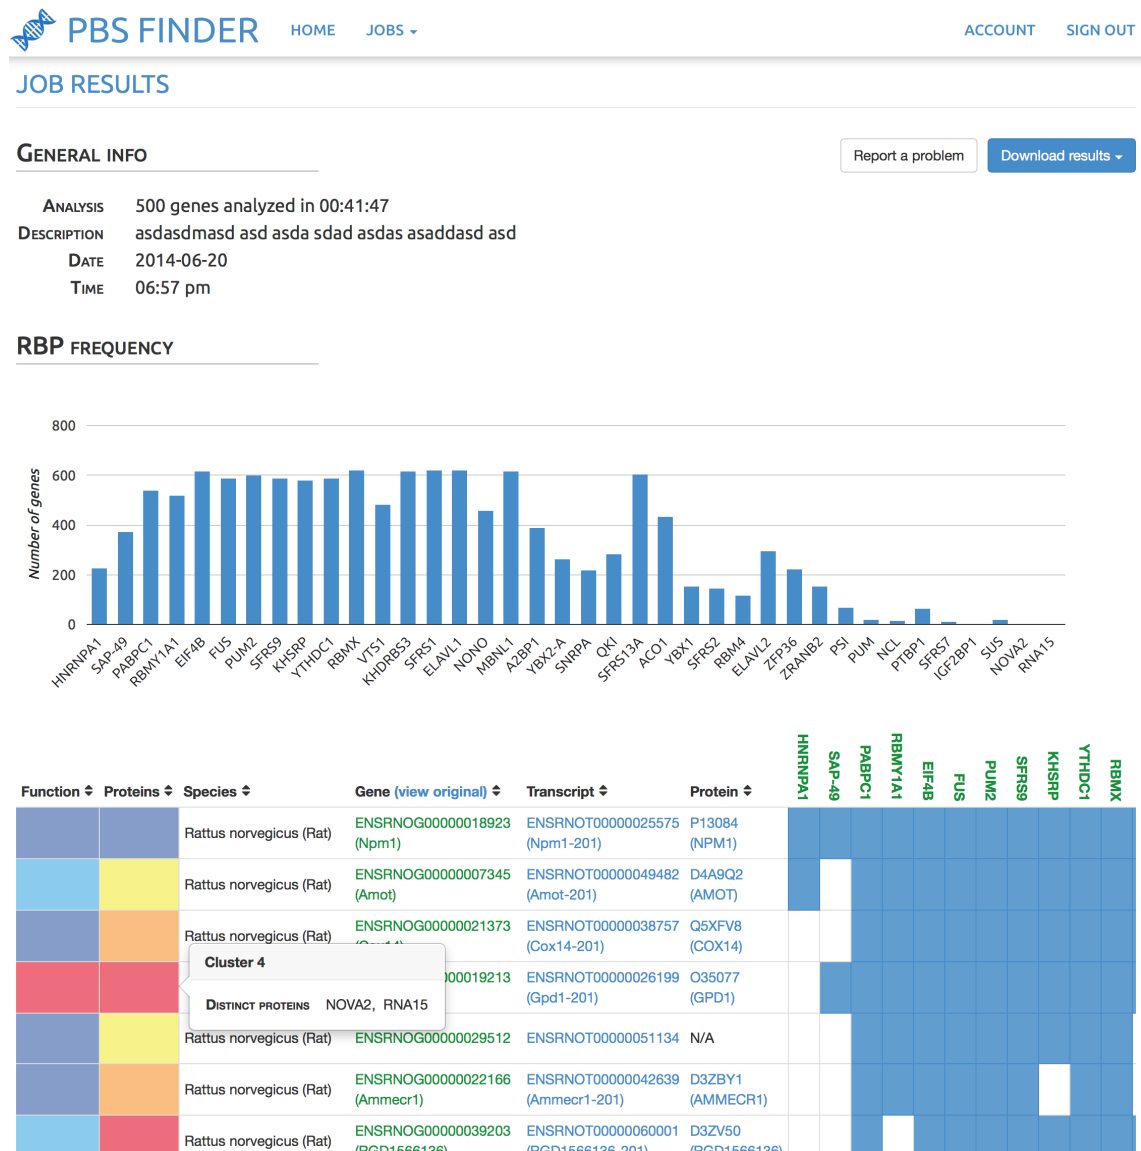 PBS FINDER HOME JOBS ACCOUNT SIGN OUT
JOB RESULTS
GENERAL INFO
Report a problem Download results
ANALYSIS 500 genes analyzed in 00:41:47
DESCRIPTION asdasdmasd asd asda sdad asdas asaddasd asd
DATE 2014-06-20
TIME 06:57 pm
RBP FREQUENCY
800
600
400
200
0
Number of genes
HNRNPA1 SAP-49 PABPC1 RBMY1A1 EIF4B FUS PUM2 SFRS9 KHSRP YTHDC1 RBMX VTS1 KHDRBS3 SFRS1 ELAVL1 NONO MBNL1 A2BP1 YBX2-A SNRPA QKI SFRS13A ACO1 YBX1 SFRS2 RBM4 ELAVL2 ZFP36 ZRANB2 PSI PUM NCL PTBP1 SFRS7 IGF2BP1 SUS NOVA2 RNA15
Function Proteins Species Gene (view original) Transcript Protein HNRNPA1 SAP-49 PABPC1 RBMY1A1 EIF4B FUS PUM2 SFRS9 KHSRP YTHDC1 RBMX
Rattus norvegicus (Rat) ENSRNOG00000018923 ENSRNOT00000025575 P13084
(Npm1) (Npm1-201) (NPM1)
Rattus norvegicus (Rat) ENSRNOG00000007345 ENSRNOT00000049482 D4A9Q2
(Amot) (Amot-201) (AMOT)
Rattus norvegicus (Rat) ENSRNOG00000021373 ENSRNOT00000038757 Q5XFV8
(Cox14-201) (COX14)
Cluster 4
DISTINCT PROTEINS NOVA2, RNA15
00019213 ENSRNOT00000026199 O35077
(Gpd1-201) (GPD1)
Rattus norvegicus (Rat) ENSRNOG00000029512 ENSRNOT00000051134 N/A
Rattus norvegicus (Rat) ENSRNOG00000022166 ENSRNOT00000042639 D3ZBY1
(Ammecr1) (Ammecr1-201) (AMMECR1)
Rattus norvegicus (Rat) ENSRNOG00000039203 ENSRNOT00000060001 D3ZV50
(RGD1566136) (RGD1566136-201) (RGD1566136)